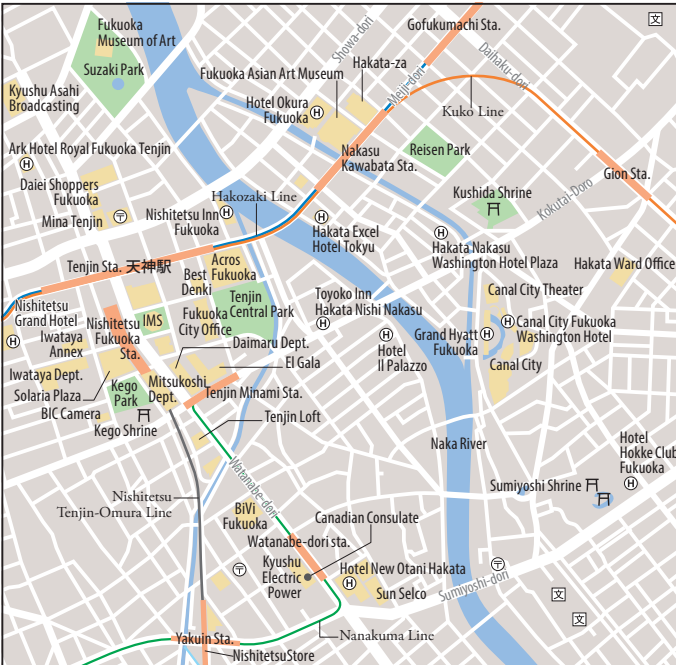 Fukuoka
Museum of Art
Suzaki Park
Showa-dori
Gofukumachi Sta.
Daihaku-dori
文
Kyushu Asahi
Broadcasting
Fukuoka Asian Art Museum
Hakata-za
Meiji-dori
Hotel Okura
Fukuoka
H
Kuko Line
Ark Hotel Royal Fukuoka Tenjin
H
Nakasu
Kawabata Sta.
Reisen Park
Gion Sta.
Daiei Shoppers
Fukuoka
Hakozaki Line
Kushida Shrine
Kokutai-Doro
Mina Tenjin
〒
Nishitetsu Inn
Fukuoka
H
H
Hakata Excel
Hotel Tokyu
H
Hakata Nakasu
Washington Hotel Plaza
Tenjin Sta. 天神駅
Acros
Fukuoka
Best
Denki
Hakata Ward Office
Canal City Theater
Nishitetsu
Grand Hotel
H
Nishitetsu
Fukuoka
Sta.
IMS
Fukuoka
City Office
Tenjin
Central Park
Toyoko Inn
Hakata Nishi Nakasu
H
Grand Hyatt
Fukuoka
H
H
Canal City Fukuoka
Washington Hotel
Iwataya
Annex
Daimaru Dept.
H
Hotel
Il Palazzo
Canal City
Iwataya Dept.
Solaria Plaza
BIC Camera
Kego
Park
Mitsukoshi
Dept.
El Gala
Tenjin Minami Sta.
Kego Shrine
Tenjin Loft
Naka River
Hotel
Hokke Club
Fukuoka
H
Watanabe-dori
Sumiyoshi Shrine
Nishitetsu
Tenjin-Omura Line
BiVi
Fukuoka
Canadian Consulate
Watanabe-dori sta.
〒
Kyushu
Electric
Power
Hotel New Otani Hakata
H
Sun Selco
〒
Sumiyoshi-dori
文
文
Yakuin Sta.
Nanakuma Line
NishitetsuStore